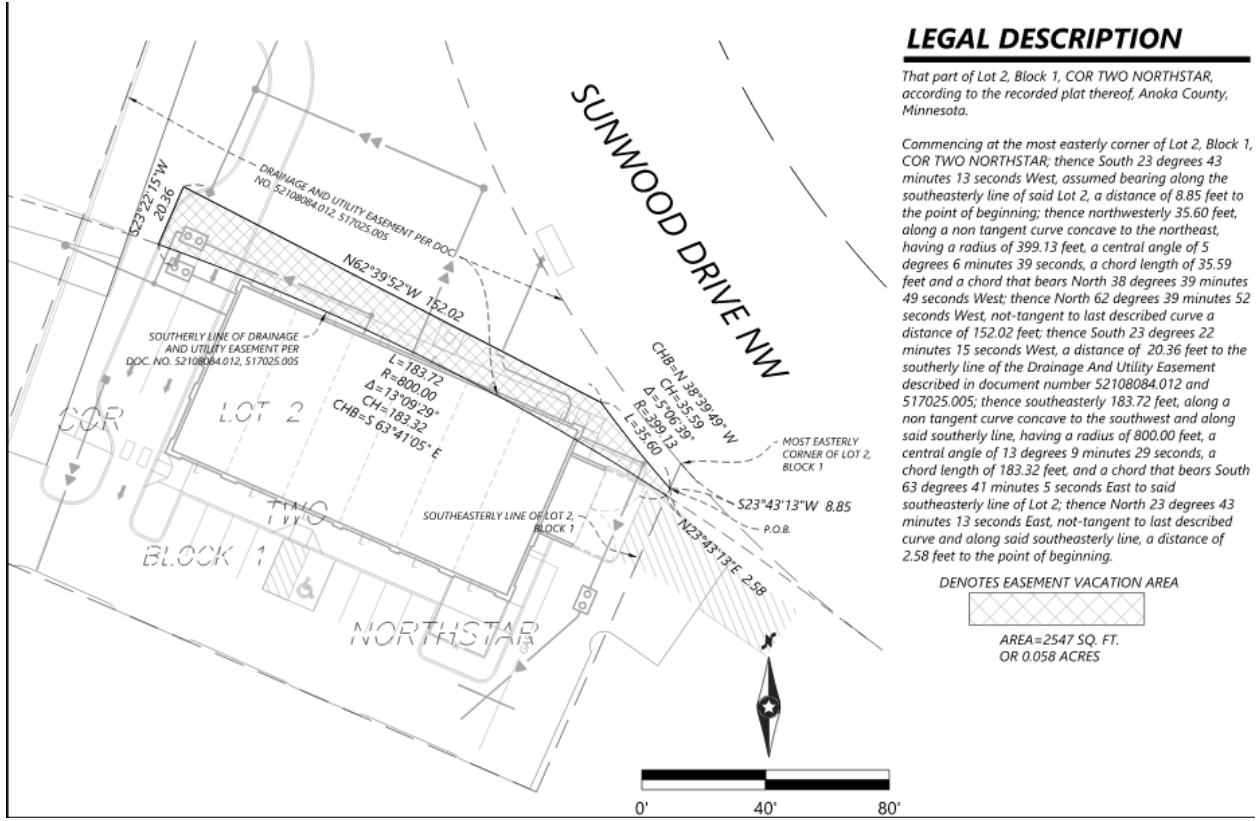 LEGAL DESCRIPTION
That part of Lot 2, Block 1, COR TWO NORTHSTAR,
according to the recorded plat thereof, Anoka County,
Minnesota.
Commencing at the most easterly corner of Lot 2, Block 1,
COR TWO NORTHSTAR; thence South 23 degrees 43
minutes 13 seconds West, assumed bearing along the
southeasterly line of said Lot 2, a distance of 8.85 feet to
the point of beginning; thence northwesterly 35.60 feet,
along a non tangent curve concave to the northeast,
having a radius of 399.13 feet, a central angle of 5
degrees 6 minutes 39 seconds, a chord length of 35.59
feet and a chord that bears North 38 degrees 39 minutes
49 seconds West; thence North 62 degrees 39 minutes 52
seconds West, not-tangent to last described curve a
distance of 152.02 feet; thence South 23 degrees 22
minutes 15 seconds West, a distance of 20.36 feet to the
southerly line of the Drainage And Utility Easement
described in document number 52108084.012 and
517025.005; thence southeasterly 183.72 feet, along a
non tangent curve concave to the southwest and along
said southerly line, having a radius of 800.00 feet, a
central angle of 13 degrees 9 minutes 29 seconds, a
chord length of 183.32 feet, and a chord that bears South
63 degrees 41 minutes 5 seconds East to said
southeasterly line of Lot 2; thence North 23 degrees 43
minutes 13 seconds East, not-tangent to last described
curve and along said southeasterly line, a distance of
2.58 feet to the point of beginning.
DENOTES EASEMENT VACATION AREA
AREA=2547 SQ. FT.
OR 0.058 ACRES
SUNWOOD DRIVE NW
DRAINAGE AND UTILITY EASEMENT PER DOC
NO. 52108084.012, 517025.005
S23°22'15"W
20.36
N62°39'52"W 152.02
SOUTHERLY LINE OF DRAINAGE
AND UTILITY EASEMENT PER
DOC. NO. 52108084.012, 517025.005
L=183.72
R=800.00
Δ=13°09'29"
CH=183.32
CHB=S 63°41'05" E
CHB=N 38°39'49" W
CH=35.59
Δ=5°06'39"
R=399.13
L=35.60
MOST EASTERLY
CORNER OF LOT 2,
BLOCK 1
S23°43'13"W 8.85
P.O.B.
SOUTHEASTERLY LINE OF LOT 2,
BLOCK 1
N23°43'13"E 2.58
COR
LOT 2
TWO
BLOCK 1
NORTHSTAR
GAS
N
0'
40'
80'